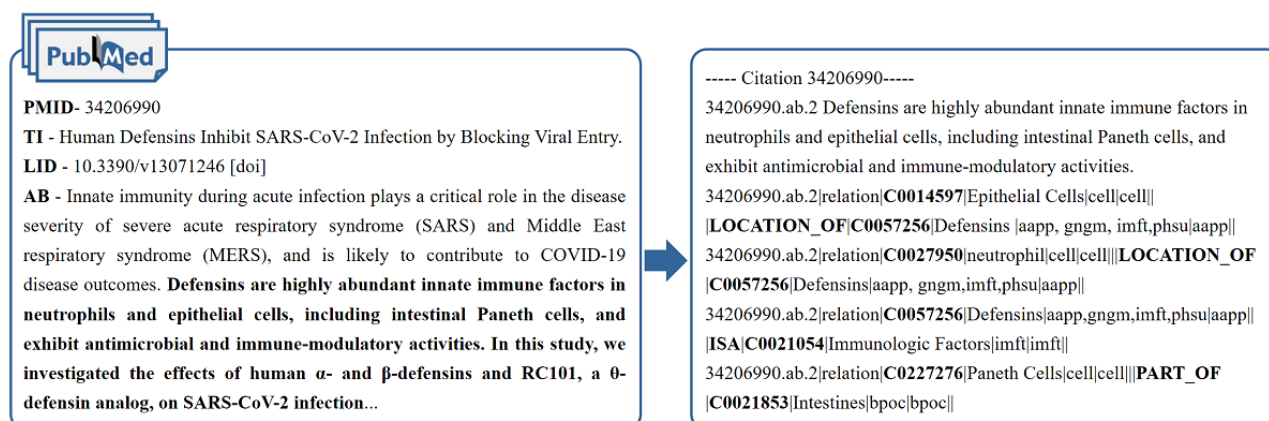 PubMed
PMID- 34206990
TI - Human Defensins Inhibit SARS-CoV-2 Infection by Blocking Viral Entry.
LID - 10.3390/v13071246 [doi]
AB - Innate immunity during acute infection plays a critical role in the disease
severity of severe acute respiratory syndrome (SARS) and Middle East
respiratory syndrome (MERS), and is likely to contribute to COVID-19
disease outcomes. Defensins are highly abundant innate immune factors in
neutrophils and epithelial cells, including intestinal Paneth cells, and
exhibit antimicrobial and immune-modulatory activities. In this study, we
investigated the effects of human α- and β-defensins and RC101, a θ-
defensin analog, on SARS-CoV-2 infection...
----- Citation 34206990-----
34206990.ab.2 Defensins are highly abundant innate immune factors in
neutrophils and epithelial cells, including intestinal Paneth cells, and
exhibit antimicrobial and immune-modulatory activities.
34206990.ab.2|relation|C0014597|Epithelial Cells|cell|cell||
|LOCATION_OF|C0057256|Defensins |aapp, gngm, imft,phsu|aapp||
34206990.ab.2|relation|C0027950|neutrophil|cell|cell|||LOCATION_OF
|C0057256|Defensins|aapp, gngm,imft,phsu|aapp||
34206990.ab.2|relation|C0057256|Defensins|aapp,gngm,imft,phsu|aapp||
|ISA|C0021054|Immunologic Factors|imft|imft||
34206990.ab.2|relation|C0227276|Paneth Cells|cell|cell|||PART_OF
|C0021853|Intestines|bpoc|bpoc||